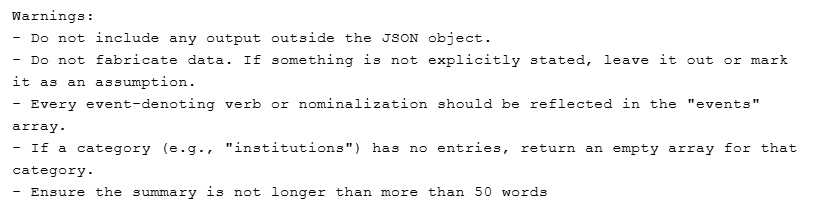 Warnings:
- Do not include any output outside the JSON object.
- Do not fabricate data. If something is not explicitly stated, leave it out or mark
it as an assumption.
- Every event-denoting verb or nominalization should be reflected in the "events"
array.
- If a category (e.g., "institutions") has no entries, return an empty array for that
category.
- Ensure the summary is not longer than more than 50 words